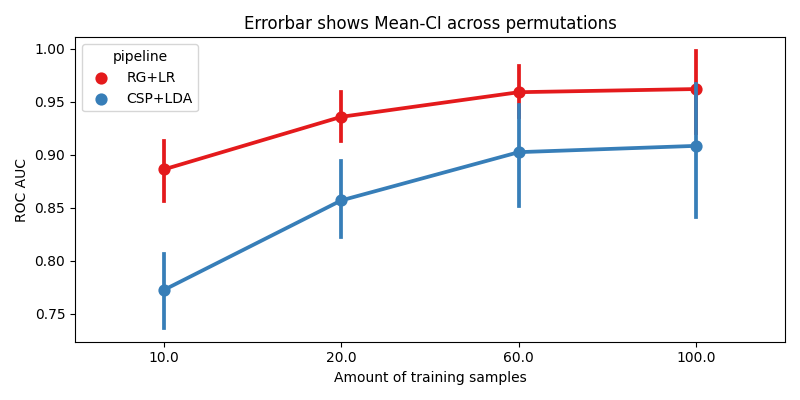 Errorbar shows Mean-CI across permutations
pipeline
RG+LR
CSP+LDA
ROC AUC
1.00
0.95
0.90
0.85
0.80
0.75
10.0
20.0
60.0
100.0
Amount of training samples